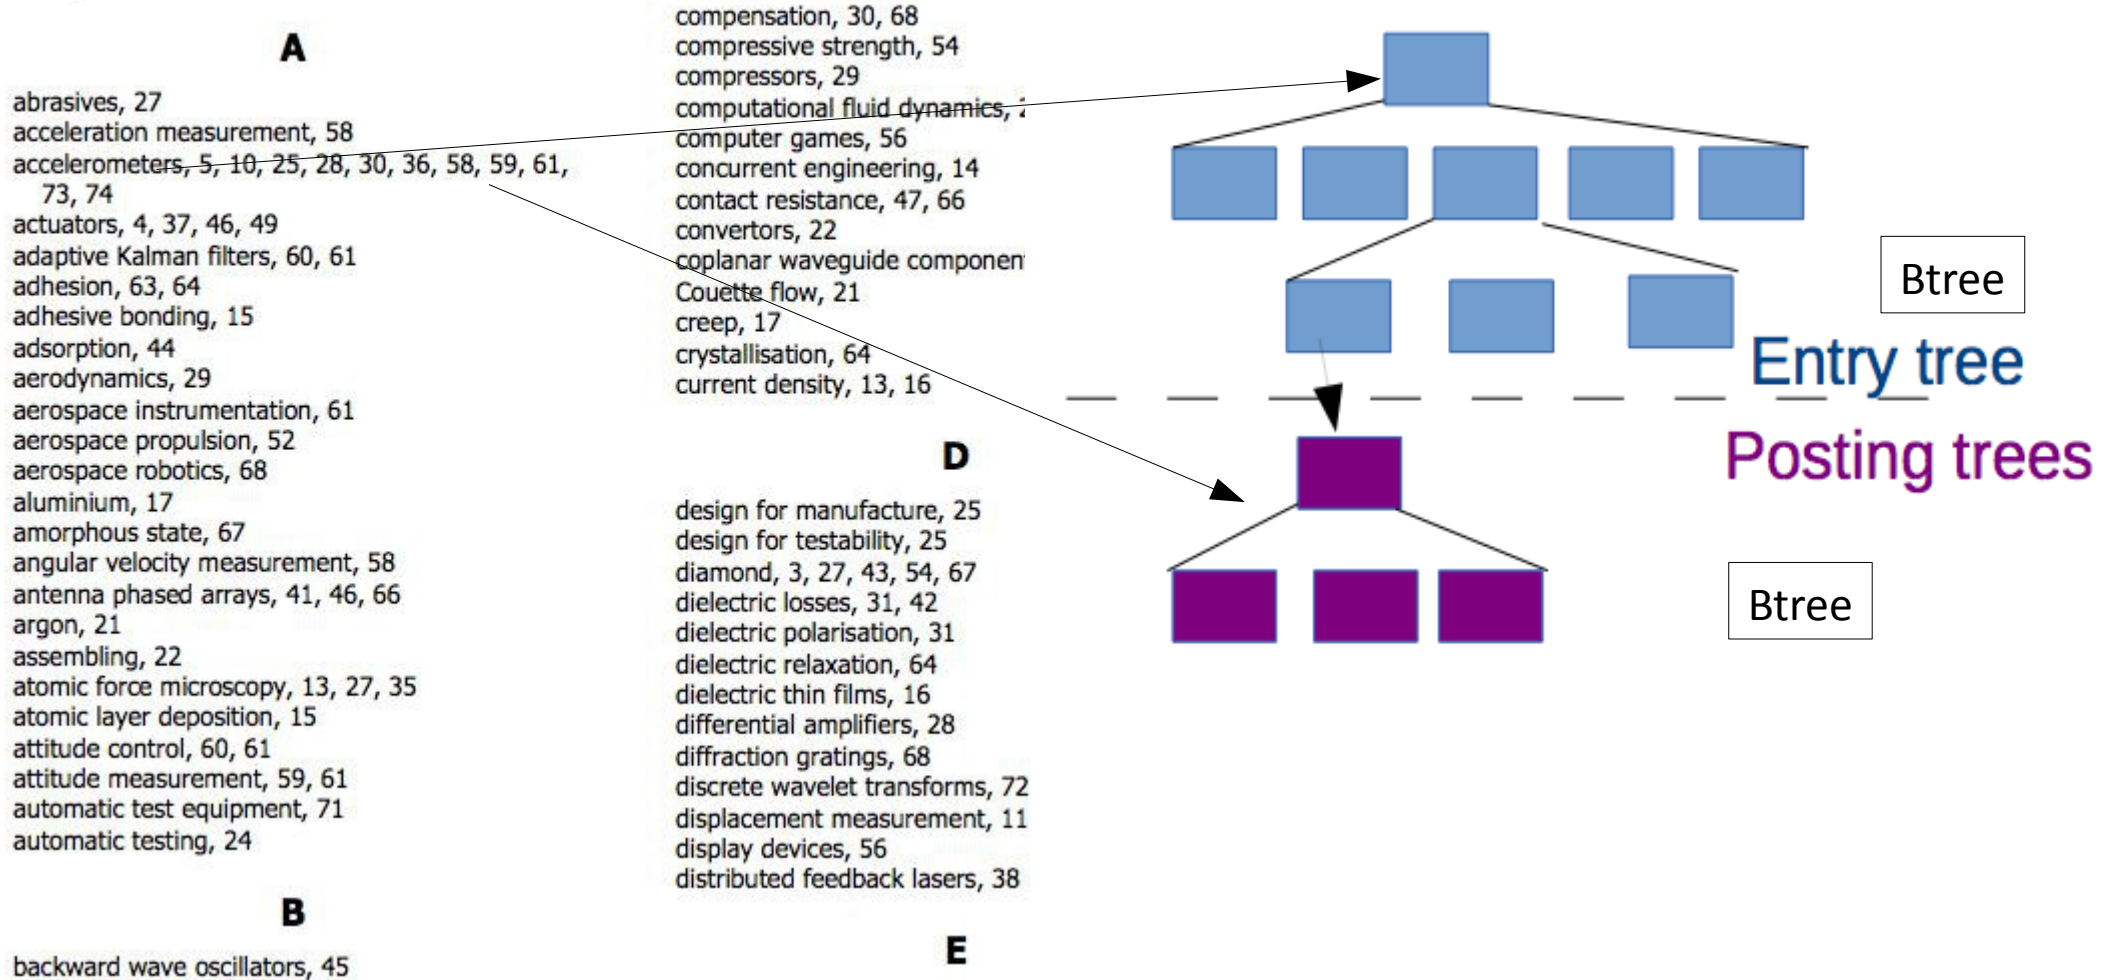 A
abrasives, 27
acceleration measurement, 58
accelerometers, 5, 10, 25, 28, 30, 36, 58, 59, 61,
73, 74
actuators, 4, 37, 46, 49
adaptive Kalman filters, 60, 61
adhesion, 63, 64
adhesive bonding, 15
adsorption, 44
aerodynamics, 29
aerospace instrumentation, 61
aerospace propulsion, 52
aerospace robotics, 68
aluminium, 17
amorphous state, 67
angular velocity measurement, 58
antenna phased arrays, 41, 46, 66
argon, 21
assembling, 22
atomic force microscopy, 13, 27, 35
atomic layer deposition, 15
attitude control, 60, 61
attitude measurement, 59, 61
automatic test equipment, 71
automatic testing, 24
B
backward wave oscillators, 45
compensation, 30, 68
compressive strength, 54
compressors, 29
computational fluid dynamics,
computer games, 56
concurrent engineering, 14
contact resistance, 47, 66
convertors, 22
coplanar waveguide componen
Couette flow, 21
creep, 17
crystallisation, 64
current density, 13, 16
D
design for manufacture, 25
design for testability, 25
diamond, 3, 27, 43, 54, 67
dielectric losses, 31, 42
dielectric polarisation, 31
dielectric relaxation, 64
dielectric thin films, 16
differential amplifiers, 28
diffraction gratings, 68
discrete wavelet transforms, 72
displacement measurement, 11
display devices, 56
distributed feedback lasers, 38
E
Btree
Entry tree
Posting trees
Btree